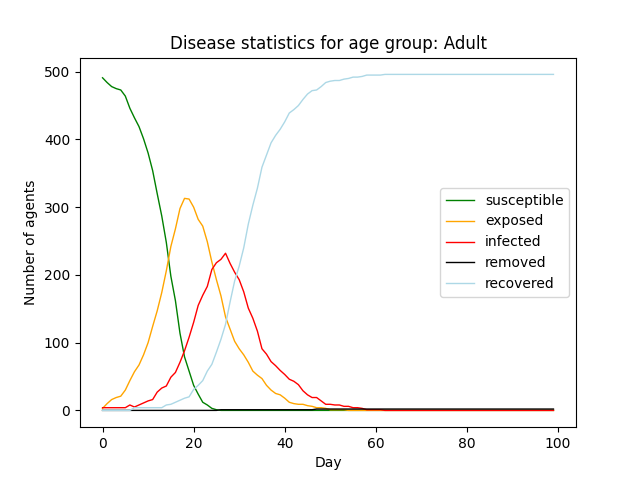 Disease statistics for age group: Adult
Number of agents
500
400
300
200
100
0
susceptible
exposed
infected
removed
recovered
0 20 40 60 80 100
Day